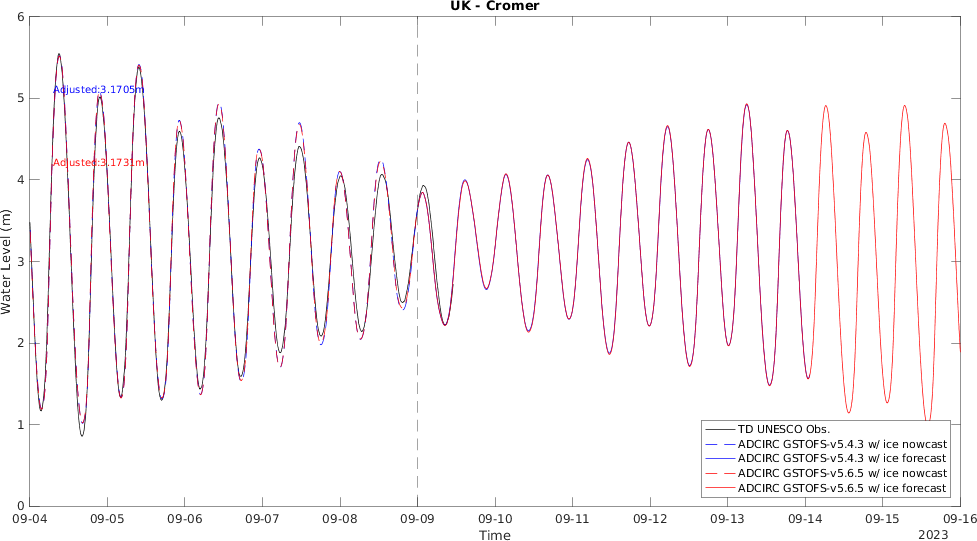 UK - Cromer
6
5
4
3
2
1
0
Water Level (m)
Adjusted:3.1705m
Adjusted:3.1731m
TD UNESCO Obs.
ADCIRC GSTOFS-v5.4.3 w/ ice nowcast
ADCIRC GSTOFS-v5.4.3 w/ ice forecast
ADCIRC GSTOFS-v5.6.5 w/ ice nowcast
ADCIRC GSTOFS-v5.6.5 w/ ice forecast
09-04 09-05 09-06 09-07 09-08 09-09 09-10 09-11 09-12 09-13 09-14 09-15 09-16
Time
2023